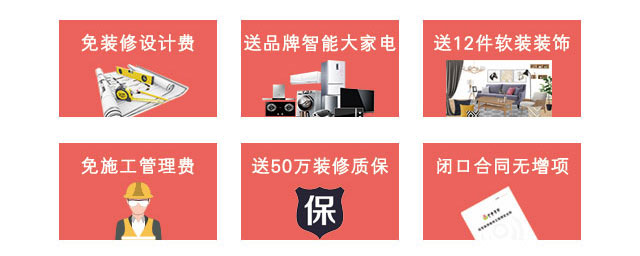 免装修设计费
送品牌智能大家电
送12件软装装饰
免施工管理费
送50万装修质保
闭口合同无增项
保